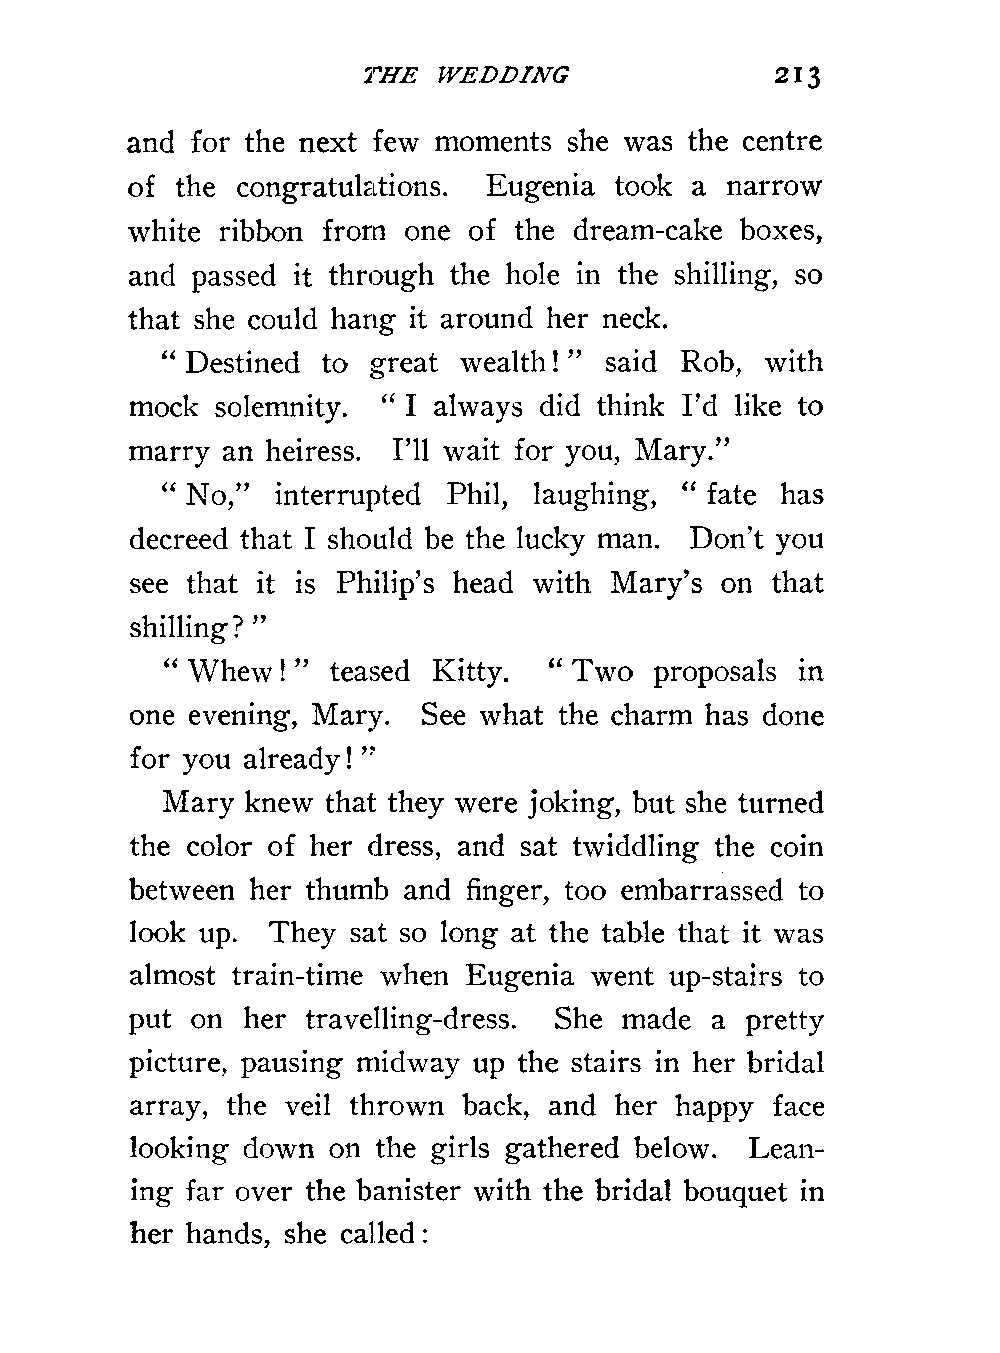 THE WEDDING 213
and for the next few moments she was the centre
of the congratulations. Eugenia took a narrow
white ribbon from one of the dream-cake boxes,
and passed it through the hole in the shilling, so
that she could hang it around her neck.
“ Destined to great wealth! ” said Rob, with
mock solemnity. “ I always did think I’d like to
marry an heiress. I’ll wait for you, Mary.”
“ No,” interrupted Phil, laughing, “ fate has
decreed that I should be the lucky man. Don’t you
see that it is Philip’s head with Mary’s on that
shilling? ”
“ Whew! ” teased Kitty. “ Two proposals in
one evening, Mary. See what the charm has done
for you already! ”
Mary knew that they were joking, but she turned
the color of her dress, and sat twiddling the coin
between her thumb and finger, too embarrassed to
look up. They sat so long at the table that it was
almost train-time when Eugenia went up-stairs to
put on her travelling-dress. She made a pretty
picture, pausing midway up the stairs in her bridal
array, the veil thrown back, and her happy face
looking down on the girls gathered below. Lean-
ing far over the banister with the bridal bouquet in
her hands, she called: